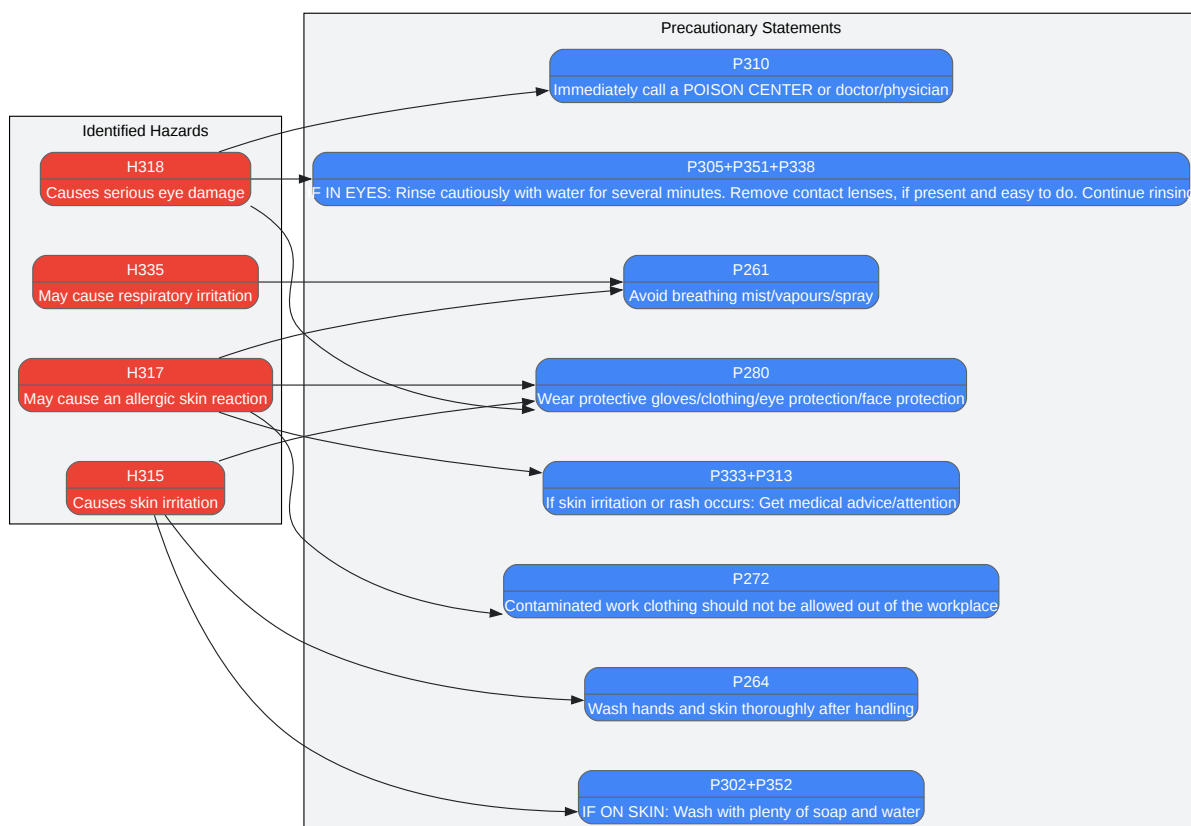 Precautionary Statements
P310
Immediately call a POISON CENTER or doctor/physician
Identified Hazards
H318
Causes serious eye damage
P305+P351+P338
F IN EYES: Rinse cautiously with water for several minutes. Remove contact lenses, if present and easy to do. Continue rinsing
H335
May cause respiratory irritation
P261
Avoid breathing mist/vapours/spray
H317
May cause an allergic skin reaction
P280
Wear protective gloves/clothing/eye protection/face protection
H315
Causes skin irritation
P333+P313
If skin irritation or rash occurs: Get medical advice/attention
P272
Contaminated work clothing should not be allowed out of the workplace
P264
Wash hands and skin thoroughly after handling
P302+P352
IF ON SKIN: Wash with plenty of soap and water